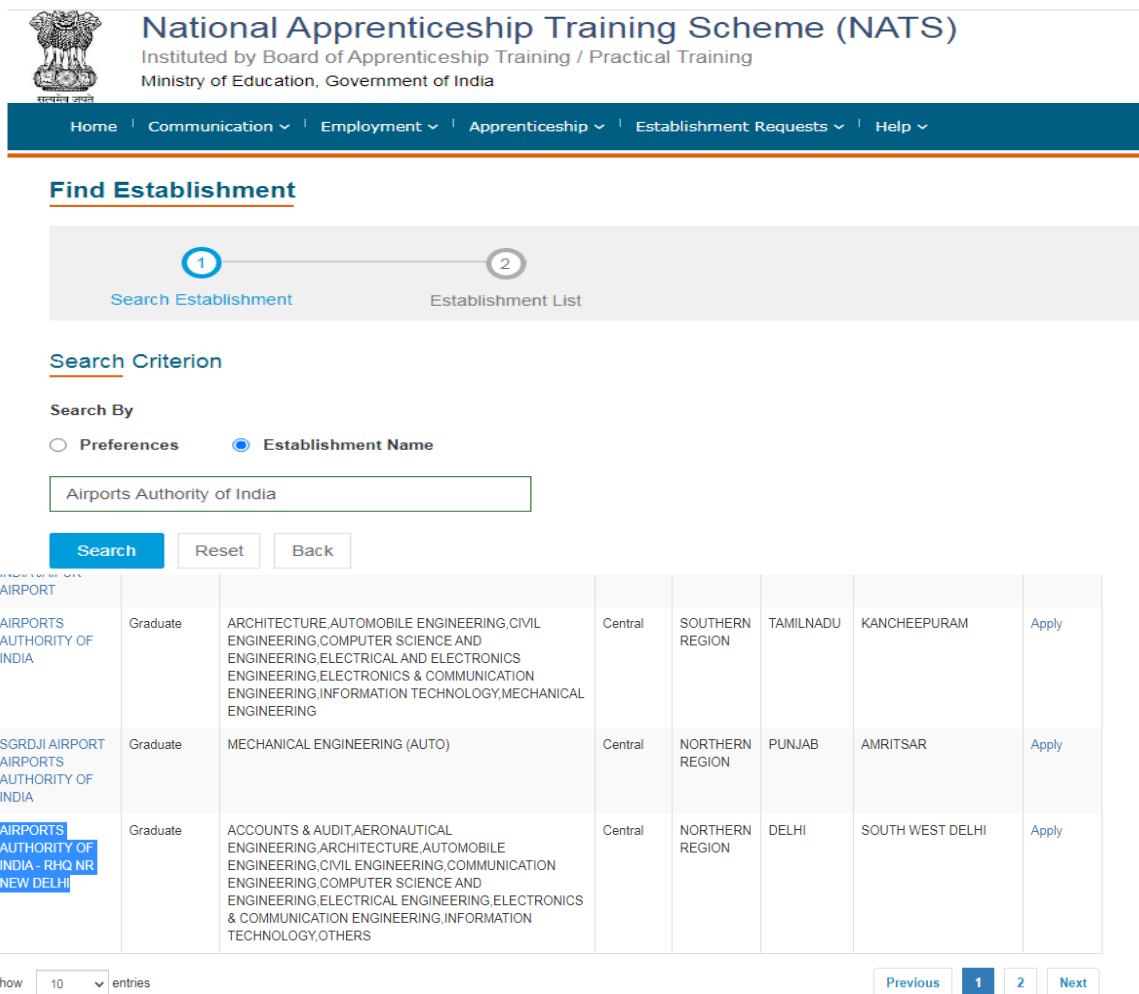 National Apprenticeship Training Scheme (NATS)
Instituted by Board of Apprenticeship Training / Practical Training
Ministry of Education, Government of India
सत्यमेव जयते
Home Communication Employment Apprenticeship Establishment Requests Help
Find Establishment
1 2
Search Establishment Establishment List
Search Criterion
Search By
Preferences Establishment Name
Airports Authority of India
Search Reset Back
INDIA JAIPUR
AIRPORT
AIRPORTS
AUTHORITY OF
INDIA
Graduate
ARCHITECTURE,AUTOMOBILE ENGINEERING,CIVIL
ENGINEERING,COMPUTER SCIENCE AND
ENGINEERING,ELECTRICAL AND ELECTRONICS
ENGINEERING,ELECTRONICS & COMMUNICATION
ENGINEERING,INFORMATION TECHNOLOGY,MECHANICAL
ENGINEERING
Central
SOUTHERN
REGION
TAMILNADU
KANCHEEPURAM
Apply
SGRDJI AIRPORT
AIRPORTS
AUTHORITY OF
INDIA
Graduate
MECHANICAL ENGINEERING (AUTO)
Central
NORTHERN
REGION
PUNJAB
AMRITSAR
Apply
AIRPORTS
AUTHORITY OF
INDIA - RHQ NR
NEW DELHI
Graduate
ACCOUNTS & AUDIT,AERONAUTICAL
ENGINEERING,ARCHITECTURE,AUTOMOBILE
ENGINEERING,CIVIL ENGINEERING,COMMUNICATION
ENGINEERING,COMPUTER SCIENCE AND
ENGINEERING,ELECTRICAL ENGINEERING,ELECTRONICS
& COMMUNICATION ENGINEERING,INFORMATION
TECHNOLOGY,OTHERS
Central
NORTHERN
REGION
DELHI
SOUTH WEST DELHI
Apply
how 10 entries Previous 1 2 Next